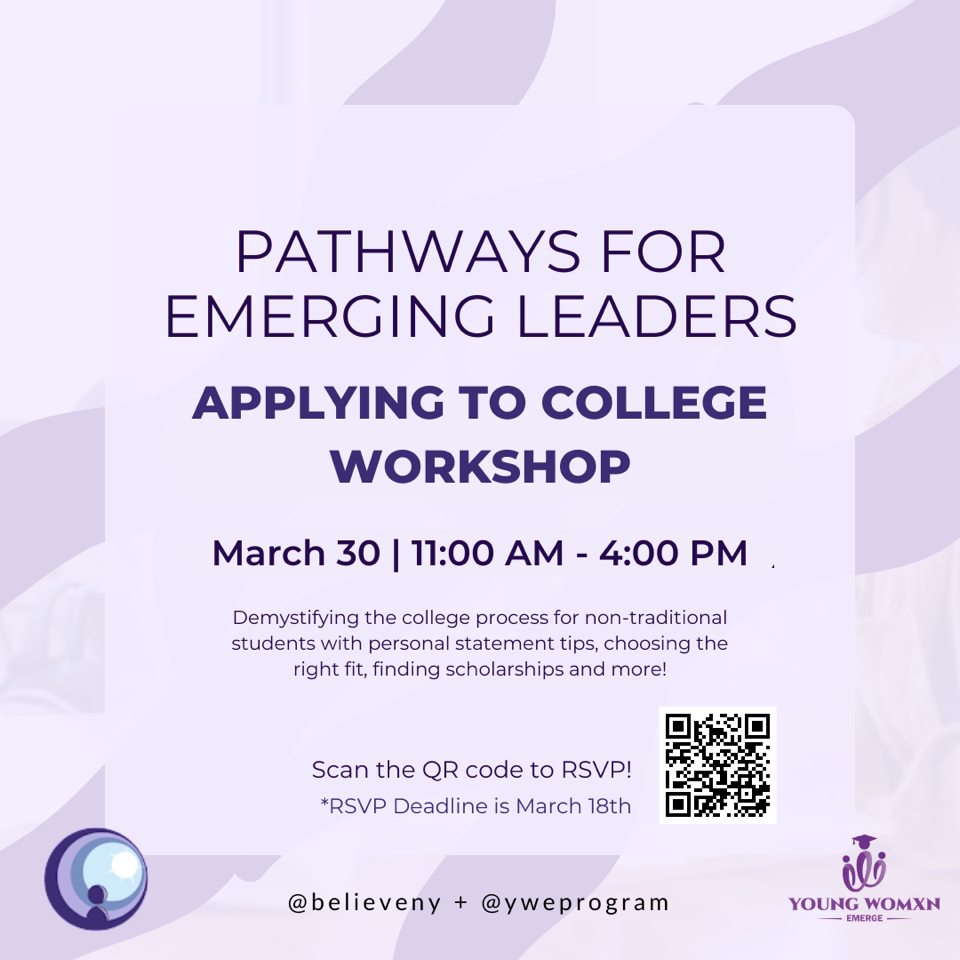 PATHWAYS FOR
EMERGING LEADERS
APPLYING TO COLLEGE
WORKSHOP
March 30 | 11:00 AM - 4:00 PM
Demystifying the college process for non-traditional
students with personal statement tips, choosing the
right fit, finding scholarships and more!
Scan the QR code to RSVP!
*RSVP Deadline is March 18th
@believeny + @yweprogram
YOUNG WOMXN
EMERGE